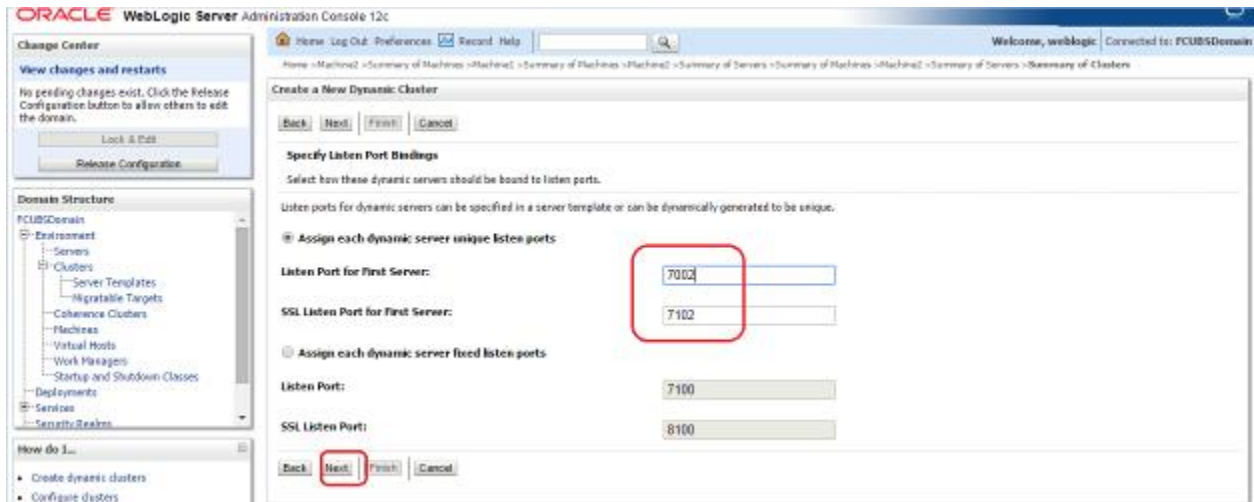 ORACLE WebLogic Server Administration Console 12c
Change Center
View changes and restarts
No pending changes exist. Click the Release
Configuration button to allow others to edit
the domain.
Lock & Edit
Release Configuration
Domain Structure
FCUBSDomain
Environment
Servers
Clusters
Server Templates
Migratable Targets
Coherence Clusters
Machines
Virtual Hosts
Work Managers
Startup and Shutdown Classes
Deployments
Services
Security Realms
How do I...
Create dynamic clusters
Configure clusters
Home Log Out Preferences Record Help
Welcome, weblogic Connected to: FCUBSDomain
Home >Machine2 >Summary of Machines >Machine1 >Summary of Machines >Machine2 >Summary of Servers >Summary of Machines >Machine2 >Summary of Servers >Summary of Clusters
Create a New Dynamic Cluster
Back Next Finish Cancel
Specify Listen Port Bindings
Select how these dynamic servers should be bound to listen ports.
Listen ports for dynamic servers can be specified in a server template or can be dynamically generated to be unique.
Assign each dynamic server unique listen ports
Listen Port for First Server: 7002
SSL Listen Port for First Server: 7102
Assign each dynamic server fixed listen ports
Listen Port: 7100
SSL Listen Port: 8100
Back Next Finish Cancel